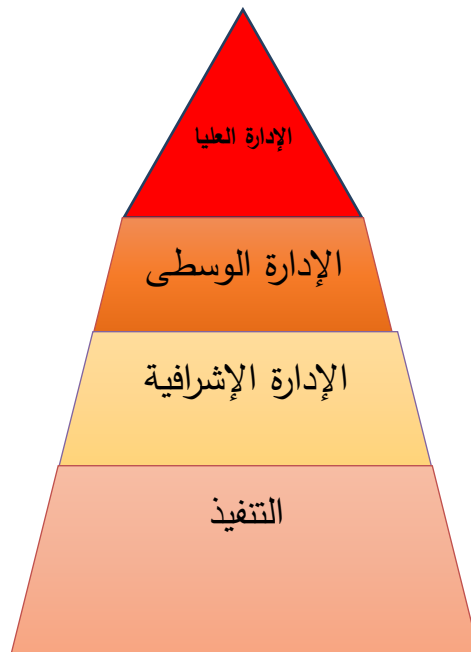 الإدارة العليا
الإدارة الوسطى
الإدارة الإشرافية
التنفيذ